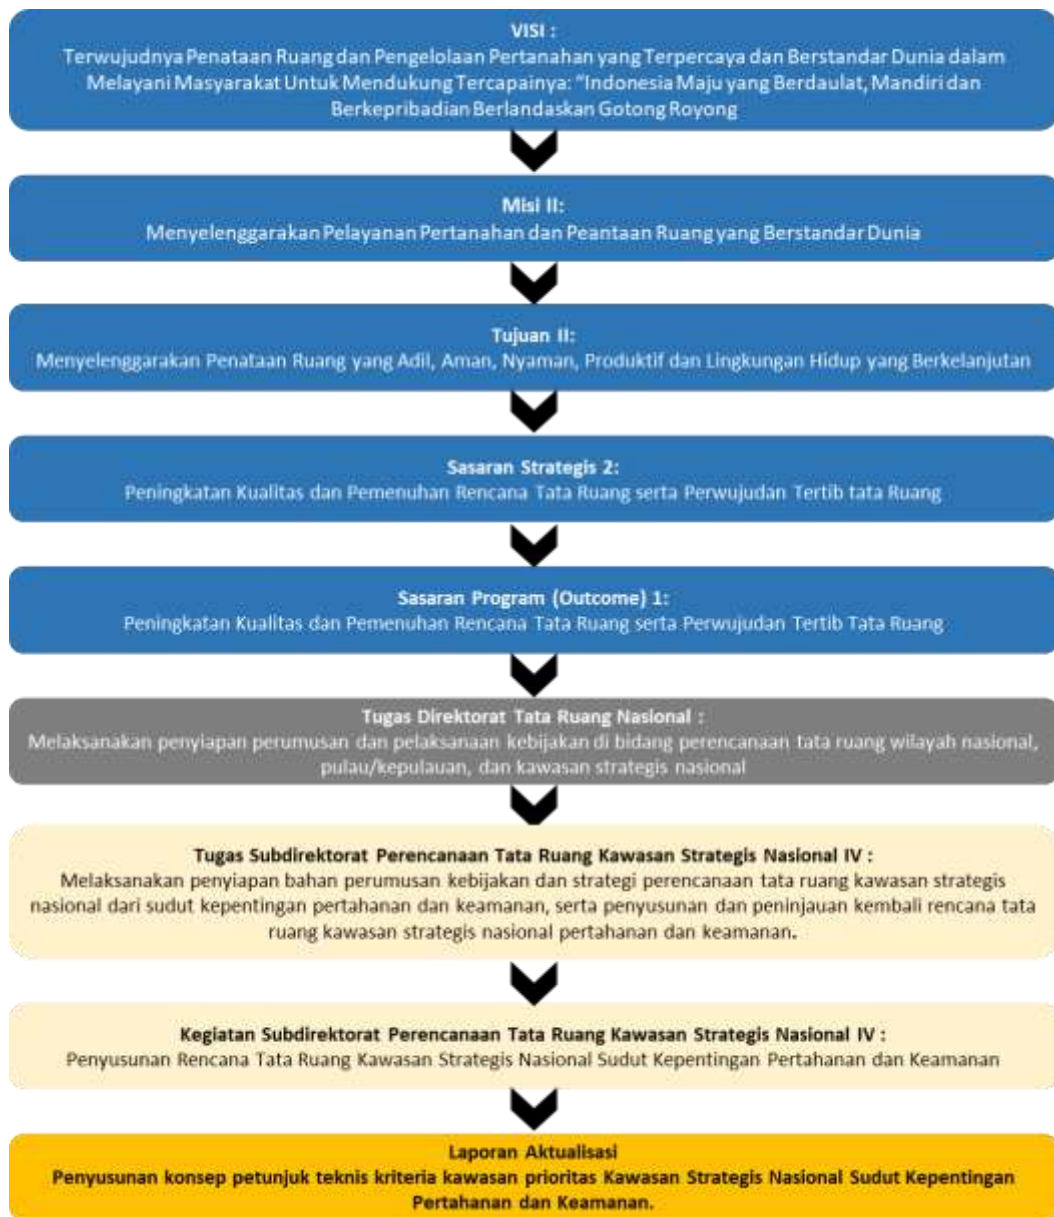 VISI :
Terwujudnya Penataan Ruang dan Pengelolaan Pertanahan yang Terpercaya dan Berstandar Dunia dalam
Melayani Masyarakat Untuk Mendukung Tercapainya: “Indonesia Maju yang Berdaulat, Mandiri dan
Berkepribadian Berlandaskan Gotong Royong
Misi II:
Menyelenggarakan Pelayanan Pertanahan dan Peantaan Ruang yang Berstandar Dunia
Tujuan II:
Menyelenggarakan Penataan Ruang yang Adil, Aman, Nyaman, Produktif dan Lingkungan Hidup yang Berkelanjutan
Sasaran Strategis 2:
Peningkatan Kualitas dan Pemenuhan Rencana Tata Ruang serta Perwujudan Tertib tata Ruang
Sasaran Program (Outcome) 1:
Peningkatan Kualitas dan Pemenuhan Rencana Tata Ruang serta Perwujudan Tertib Tata Ruang
Tugas Direktorat Tata Ruang Nasional :
Melaksanakan penyiapan perumusan dan pelaksanaan kebijakan di bidang perencanaan tata ruang wilayah nasional,
pulau/kepulauan, dan kawasan strategis nasional
Tugas Subdirektorat Perencanaan Tata Ruang Kawasan Strategis Nasional IV :
Melaksanakan penyiapan bahan perumusan kebijakan dan strategi perencanaan tata ruang kawasan strategis
nasional dari sudut kepentingan pertahanan dan keamanan, serta penyusunan dan peninjauan kembali rencana tata
ruang kawasan strategis nasional pertahanan dan keamanan.
Kegiatan Subdirektorat Perencanaan Tata Ruang Kawasan Strategis Nasional IV :
Penyusunan Rencana Tata Ruang Kawasan Strategis Nasional Sudut Kepentingan Pertahanan dan Keamanan
Laporan Aktualisasi
Penyusunan konsep petunjuk teknis kriteria kawasan prioritas Kawasan Strategis Nasional Sudut Kepentingan
Pertahanan dan Keamanan.